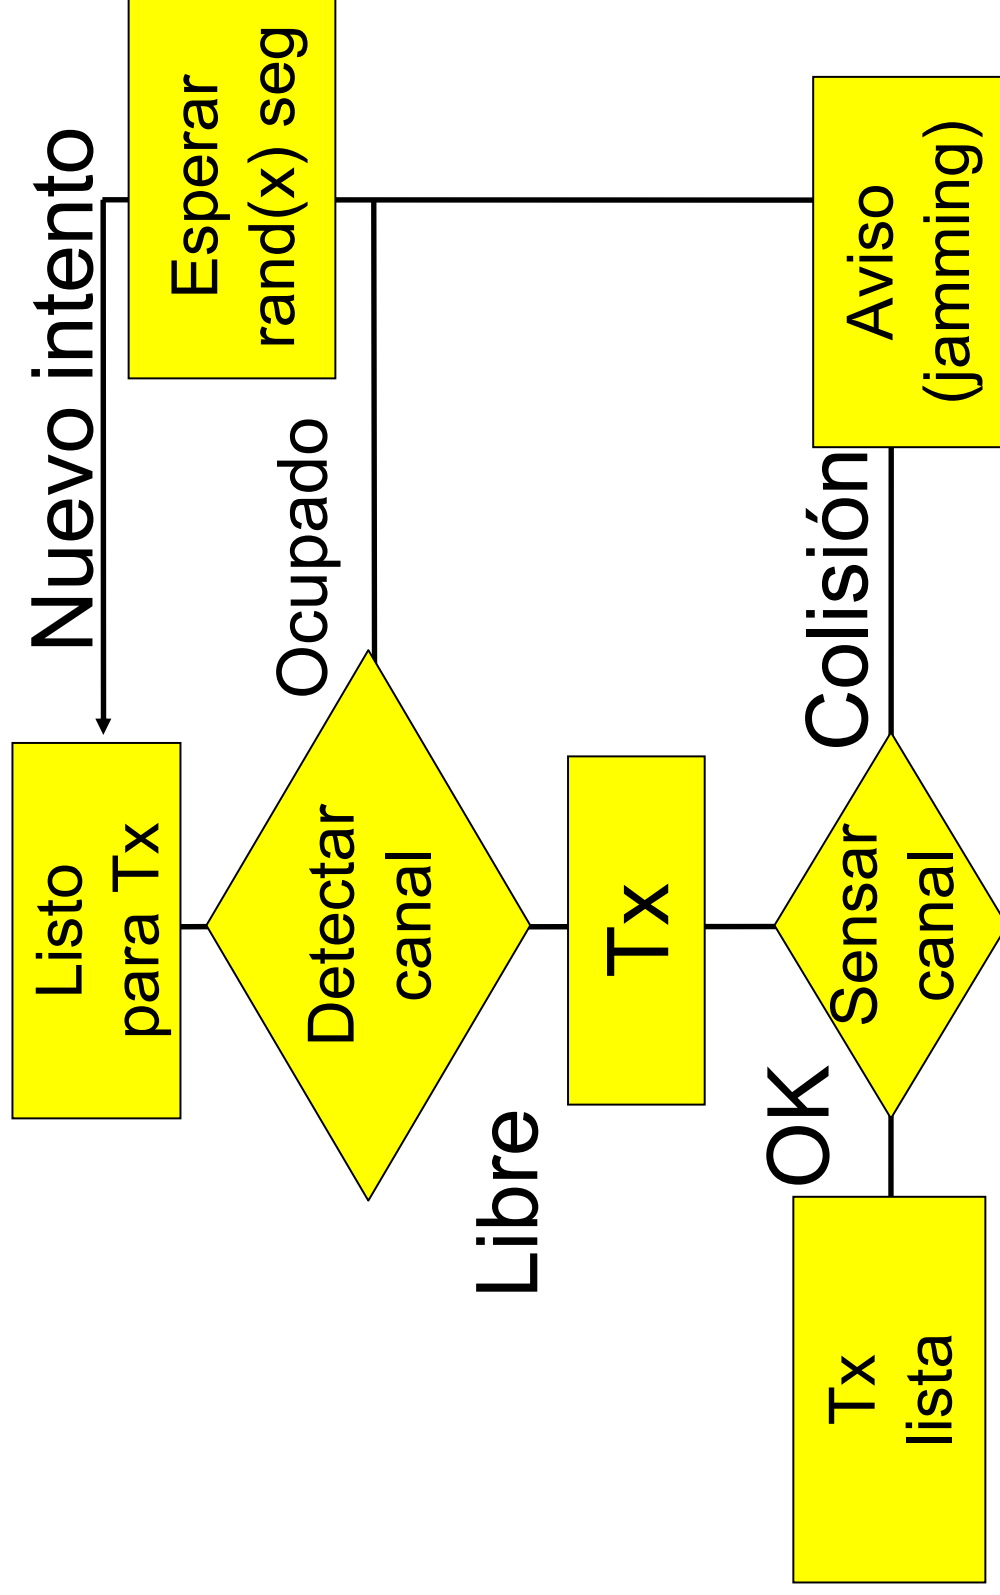 Listo
para Tx
Nuevo intento
Esperar
rand(x) seg
Detectar
canal
Ocupado
Libre
Tx
Sensar
canal
Colisión
Aviso
(jamming)
OK
Tx
lista